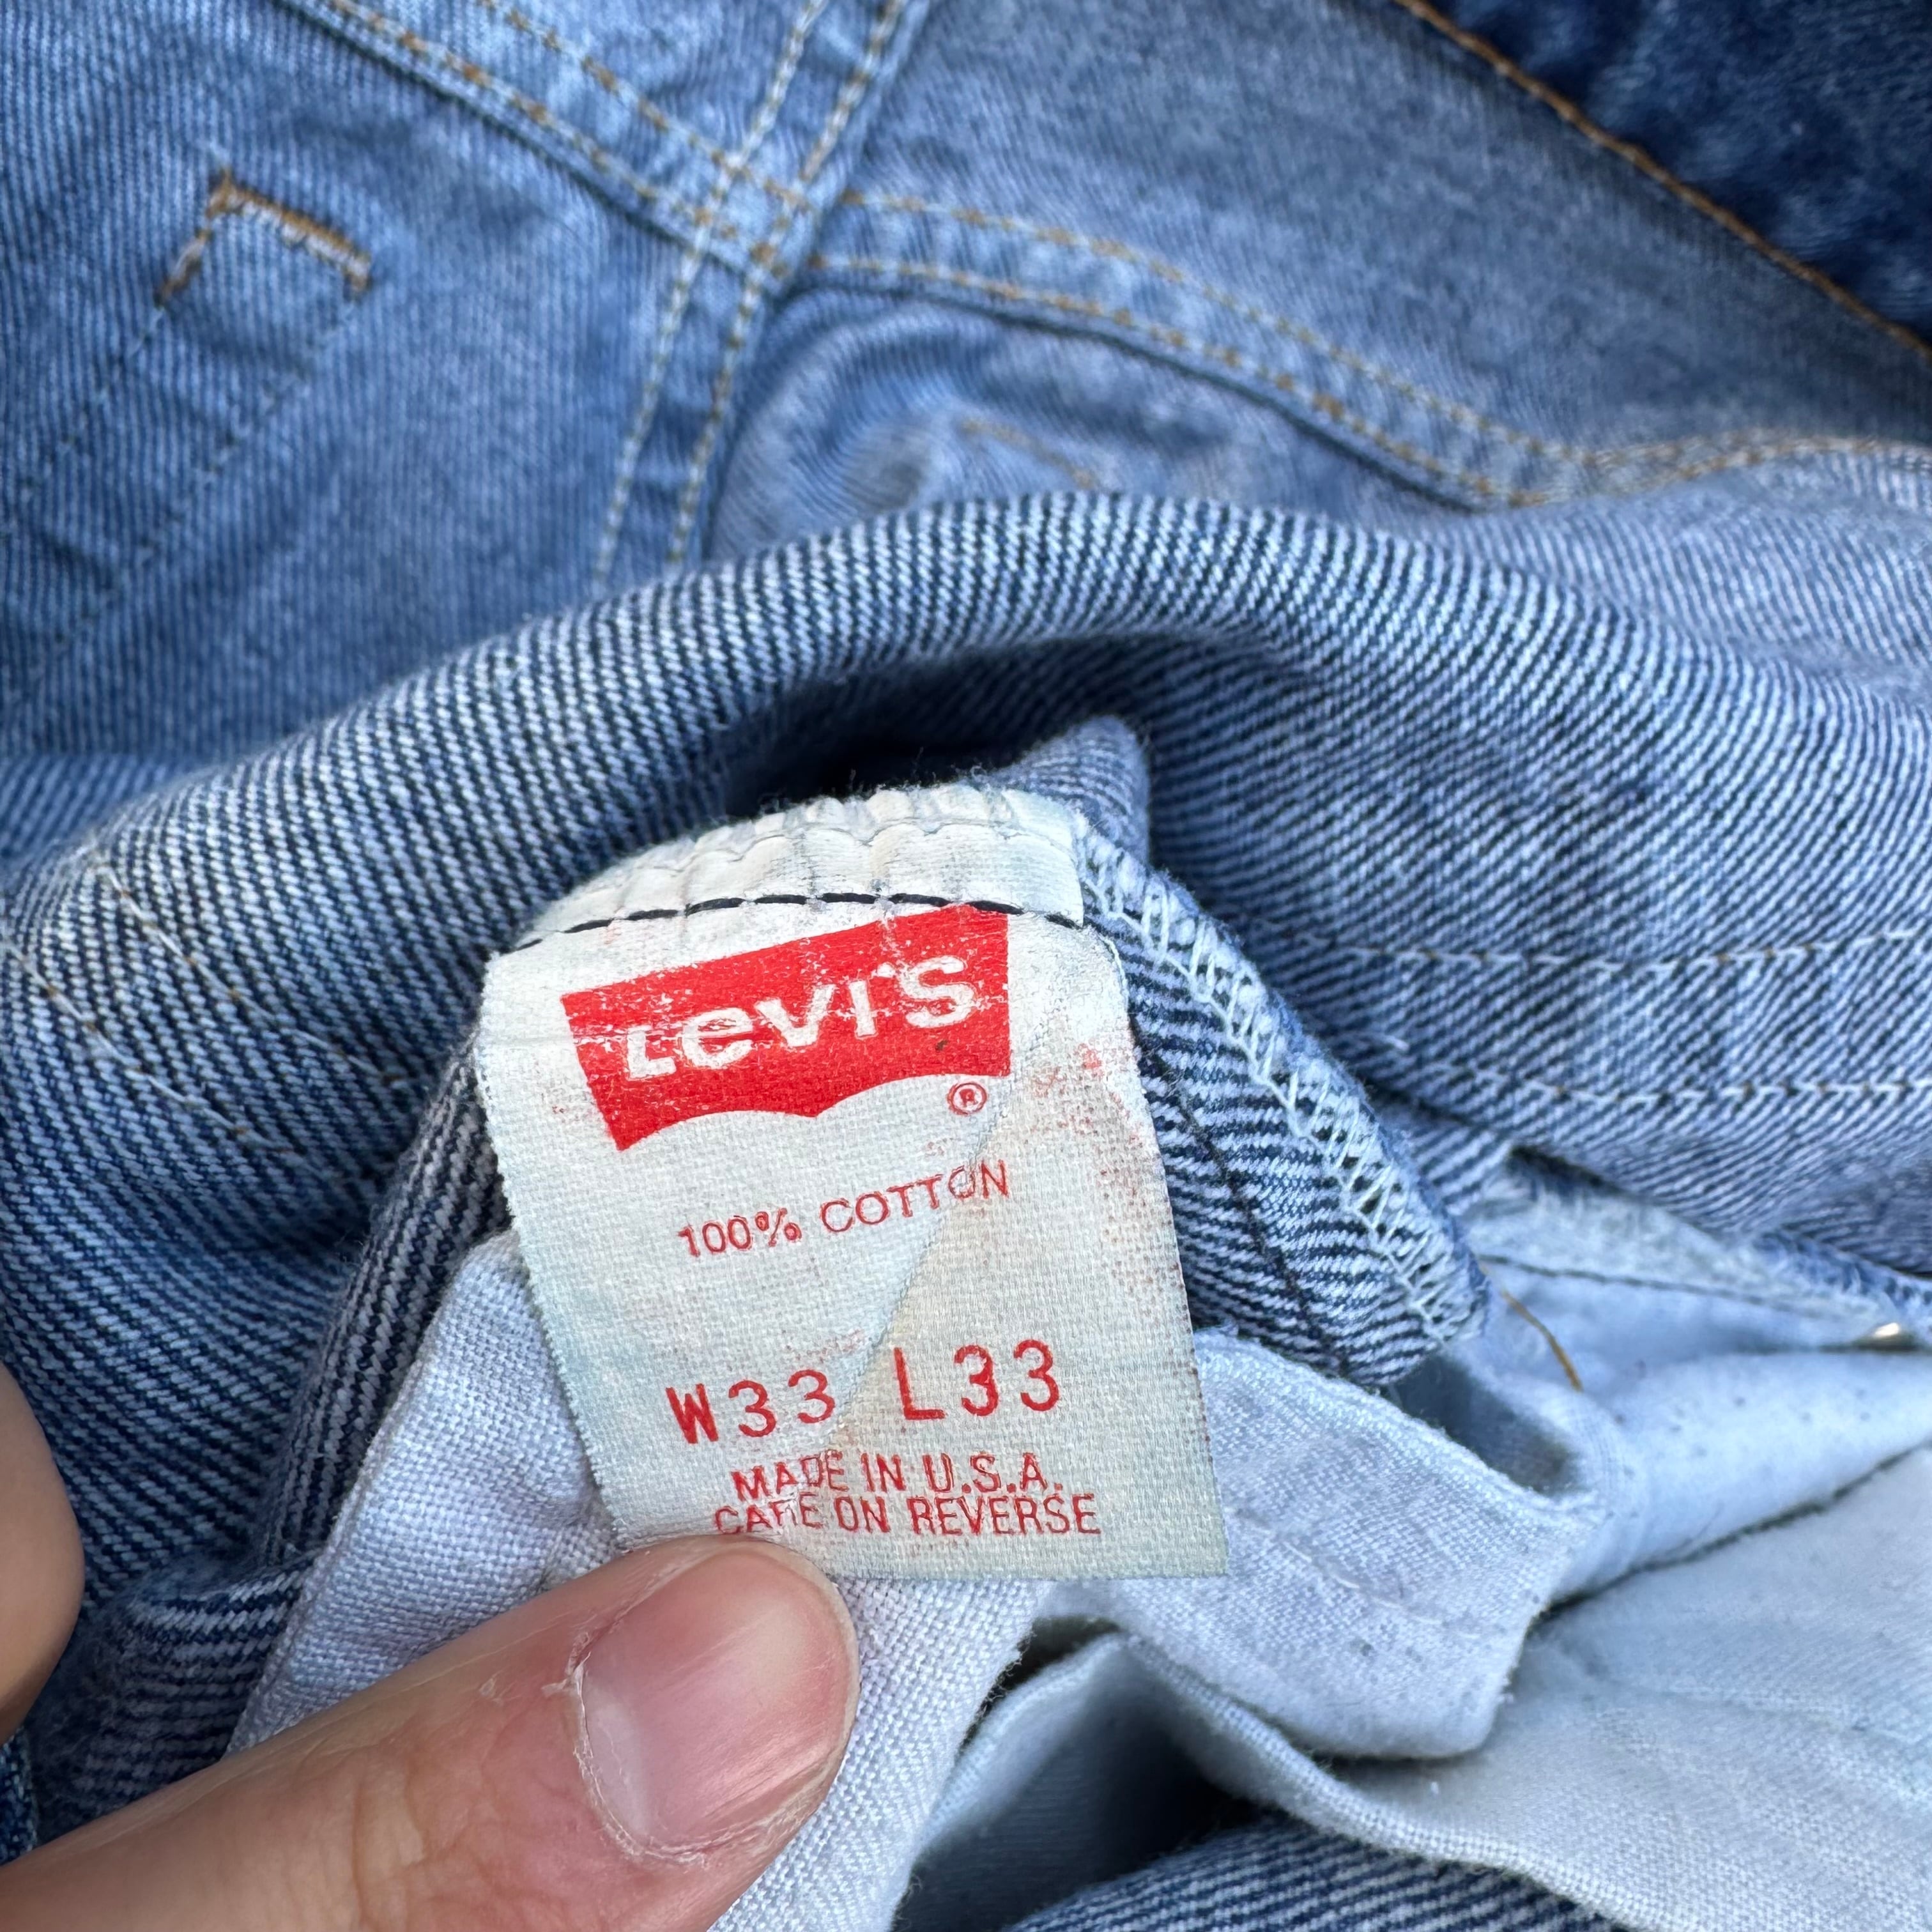 Levi's
®
100% COTTON
W33 L33
MADE IN U.S.A.
CARE ON REVERSE